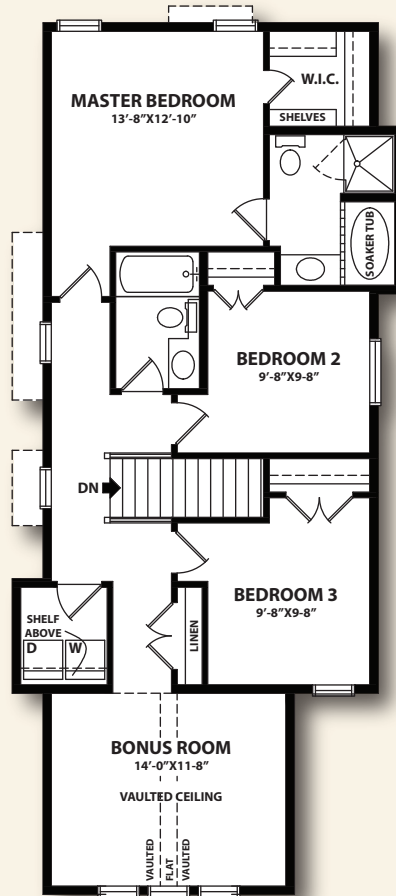 W.I.C.
MASTER BEDROOM
13'-8"X12'-10"
SHELVES
SOAKER TUB
BEDROOM 2
9'-8"X9-8"
DN
BEDROOM 3
9'-8"X9-8"
SHELF
ABOVE
D W
LINEN
BONUS ROOM
14'-0"X11-8"
VAULTED CEILING
VAULTED
FLAT
VAULTED